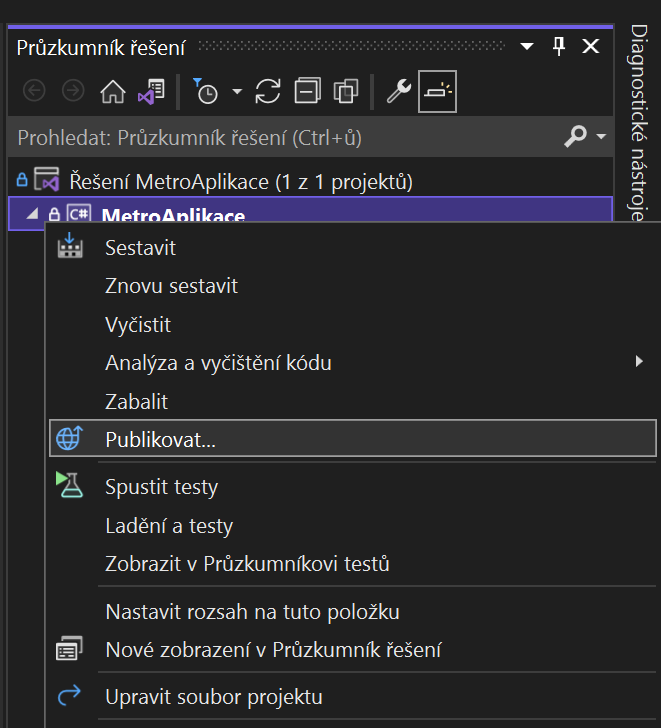 Průzkumník řešení
Prohledat: Průzkumník řešení (Ctrl+ů)
Řešení MetroAplikace (1 z 1 projektů)
C# MetroAplikace
Sestavit
Znovu sestavit
Vyčistit
Analýza a vyčištění kódu
Zabalit
Publikovat...
Spustit testy
Ladění a testy
Zobrazit v Průzkumníkovi testů
Nastavit rozsah na tuto položku
Nové zobrazení v Průzkumník řešení
Upravit soubor projektu
Diagnostické nástroje